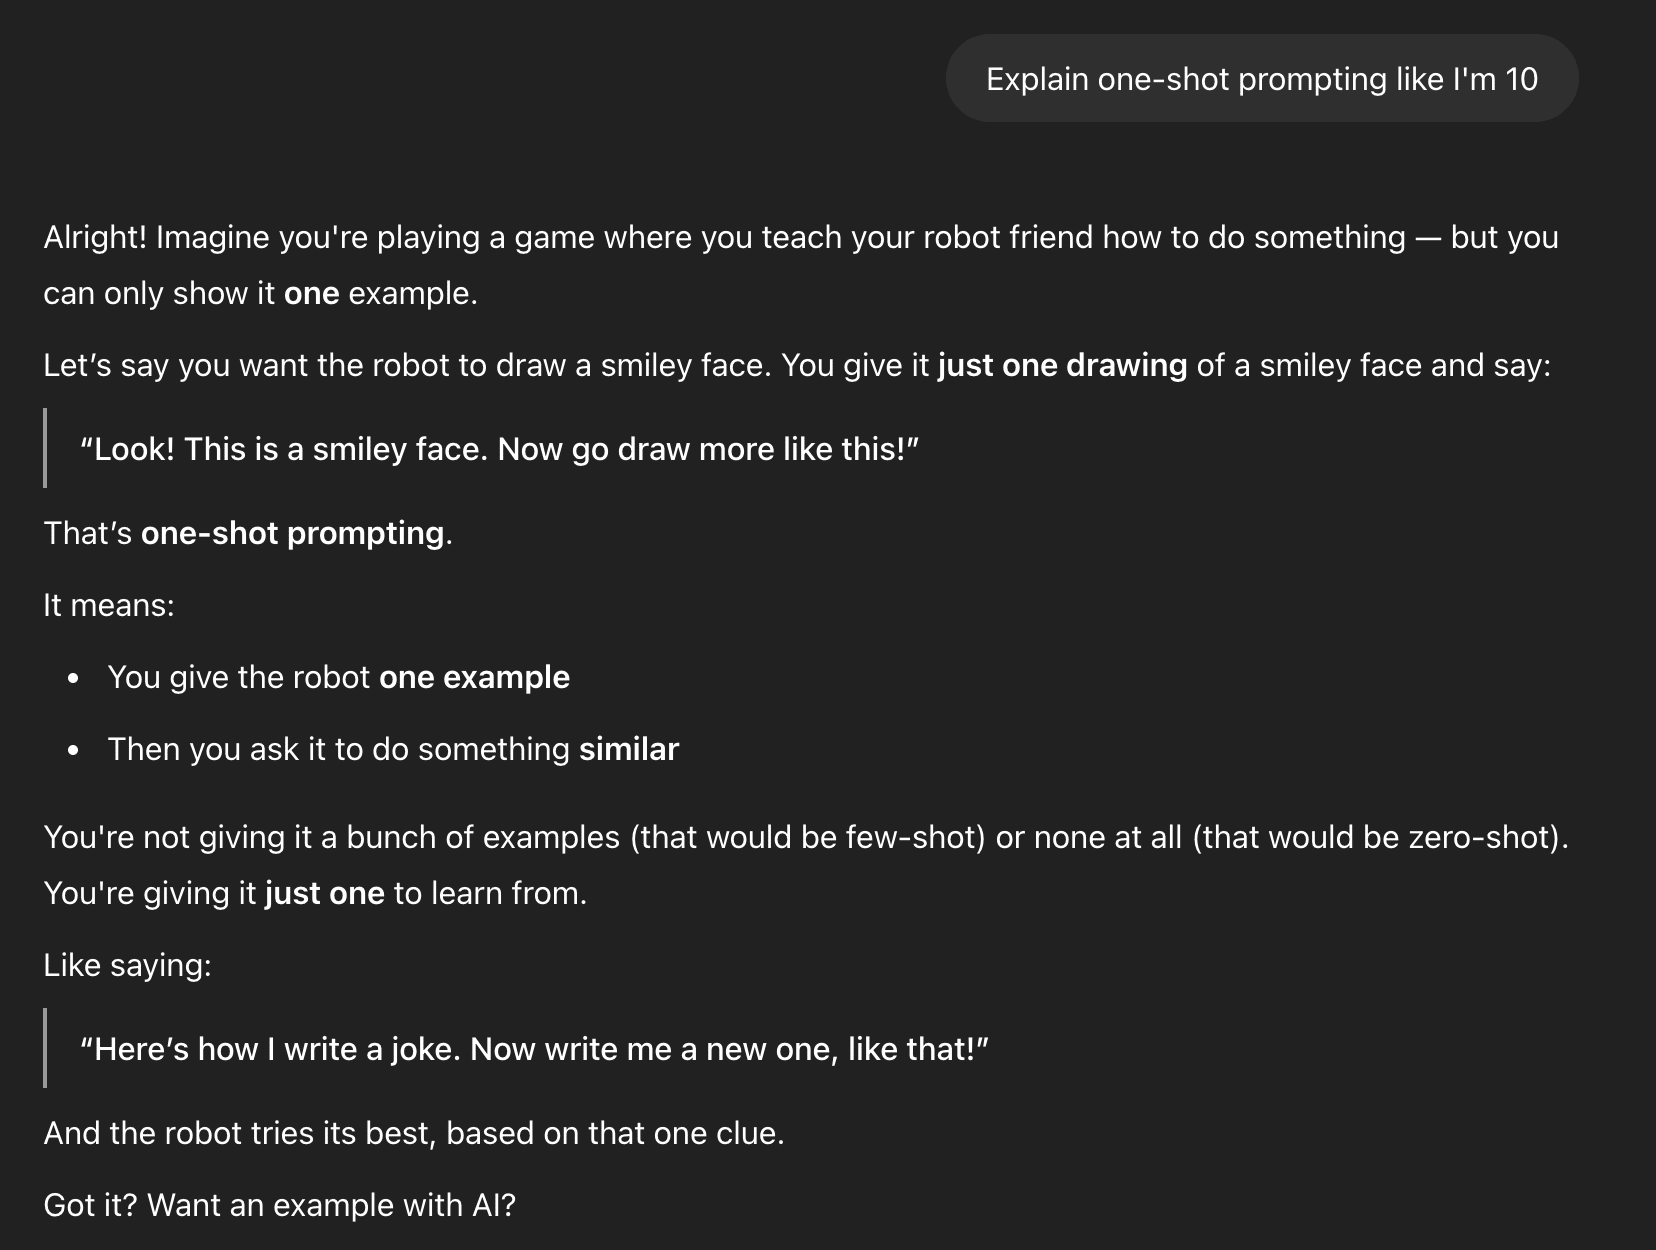 Explain one-shot prompting like I'm 10
Alright! Imagine you're playing a game where you teach your robot friend how to do something — but you
can only show it one example.
Let’s say you want the robot to draw a smiley face. You give it just one drawing of a smiley face and say:
“Look! This is a smiley face. Now go draw more like this!”
That’s one-shot prompting.
It means:
• You give the robot one example
• Then you ask it to do something similar
You're not giving it a bunch of examples (that would be few-shot) or none at all (that would be zero-shot).
You're giving it just one to learn from.
Like saying:
“Here’s how I write a joke. Now write me a new one, like that!”
And the robot tries its best, based on that one clue.
Got it? Want an example with AI?